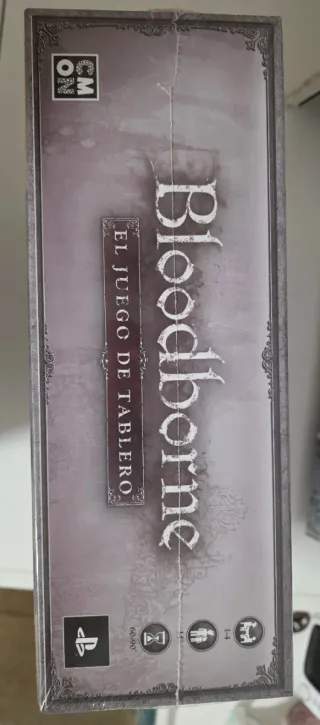 CMON
Bloodborne
EL JUEGO DE TABLERO
1-4
60-90'